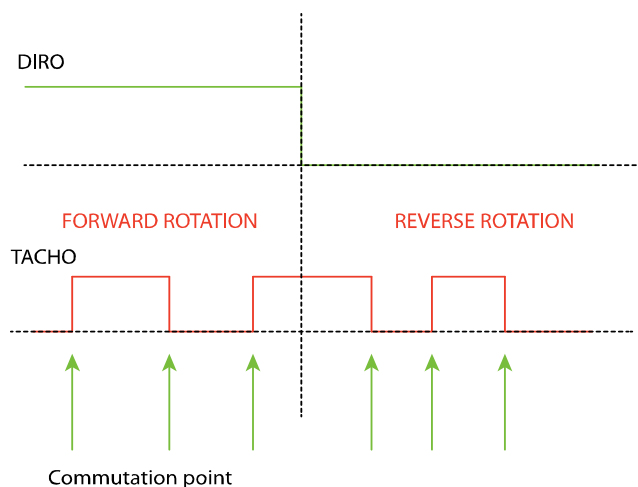 DIRO
FORWARD ROTATION
REVERSE ROTATION
TACHO
Commutation point